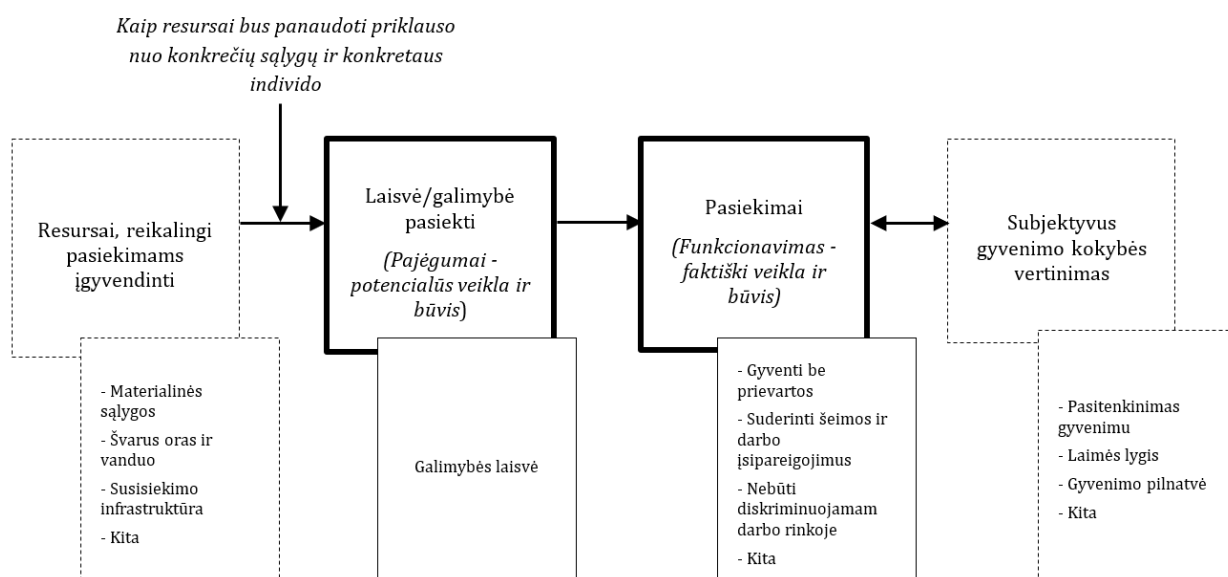 Kaip resursai bus panaudoti priklauso
nuo konkrečių sąlygų ir konkretaus
individo
Resursai, reikalingi
pasiekimams
įgyvendinti
Laisvė/galimybė
pasiekti
(Pajėgumai -
potencialūs veikla ir
būvis)
Pasiekimai
(Funkcionavimas -
faktiški veikla ir
būvis)
Subjektyvus
gyvenimo kokybės
vertinimas
- Materialinės
sąlygos
- Švarus oras ir
vanduo
- Susisiekimo
infrastruktūra
- Kita
Galimybės laisvė
- Gyventi be
prievartos
- Suderinti šeimos ir
darbo
įsipareigojimus
- Nebūti
diskriminuojamam
darbo rinkoje
- Kita
- Pasitenkinimas
gyvenimu
- Laimės lygis
- Gyvenimo pilnatvė
- Kita